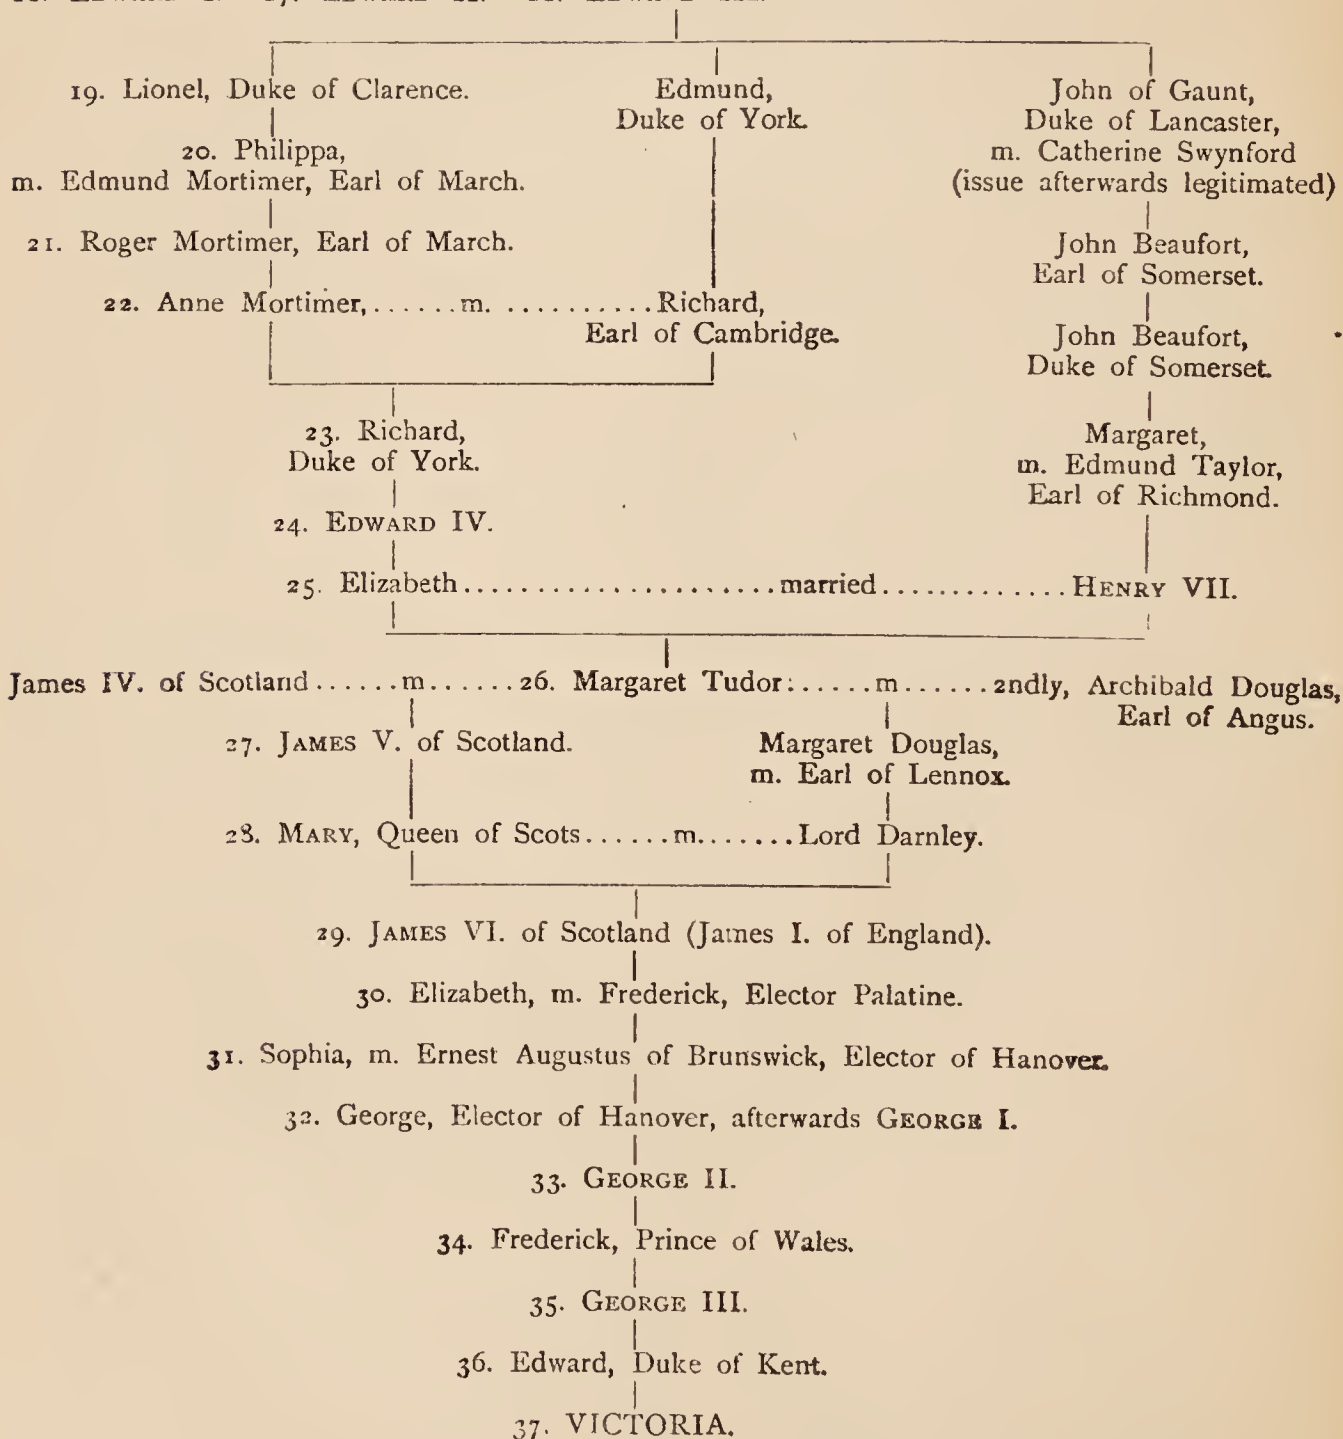 19. Lionel, Duke of Clarence. Edmund, John of Gaunt,
Duke of York. Duke of Lancaster,
20. Philippa, m. Catherine Swynford
m. Edmund Mortimer, Earl of March. (issue afterwards legitimated)
21. Roger Mortimer, Earl of March. John Beaufort,
Earl of Somerset.
22. Anne Mortimer,......m. ...........Richard,
Earl of Cambridge. John Beaufort,
Duke of Somerset.
23. Richard, Margaret,
Duke of York. m. Edmund Taylor,
Earl of Richmond.
24. EDWARD IV.
25. Elizabeth......................married.............HENRY VII.
James IV. of Scotland......m......26. Margaret Tudor:......m......2ndly, Archibald Douglas,
Earl of Angus.
27. JAMES V. of Scotland. Margaret Douglas,
m. Earl of Lennox.
28. MARY, Queen of Scots......m.......Lord Darnley.
29. JAMES VI. of Scotland (James I. of England).
30. Elizabeth, m. Frederick, Elector Palatine.
31. Sophia, m. Ernest Augustus of Brunswick, Elector of Hanover.
32. George, Elector of Hanover, afterwards GEORGE I.
33. GEORGE II.
34. Frederick, Prince of Wales.
35. GEORGE III.
36. Edward, Duke of Kent.
37. VICTORIA.